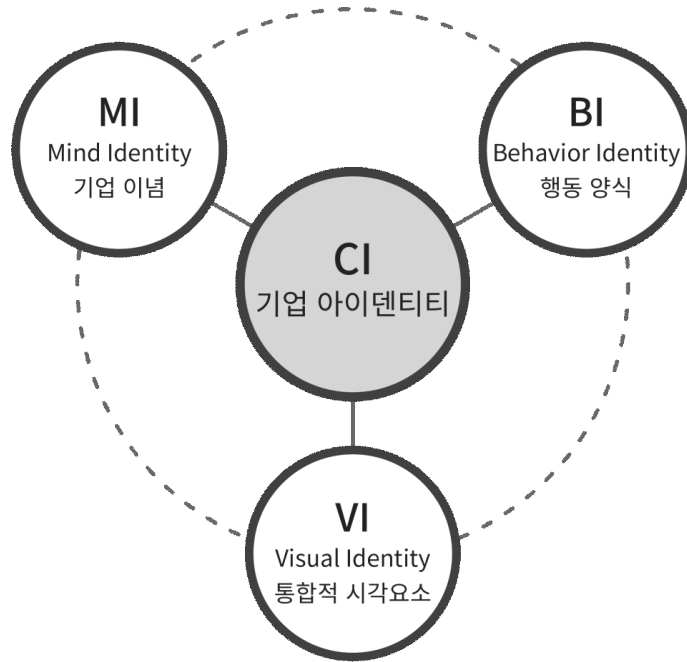 MI
Mind Identity
기업 이념
BI
Behavior Identity
행동 양식
CI
기업 아이덴티티
VI
Visual Identity
통합적 시각요소